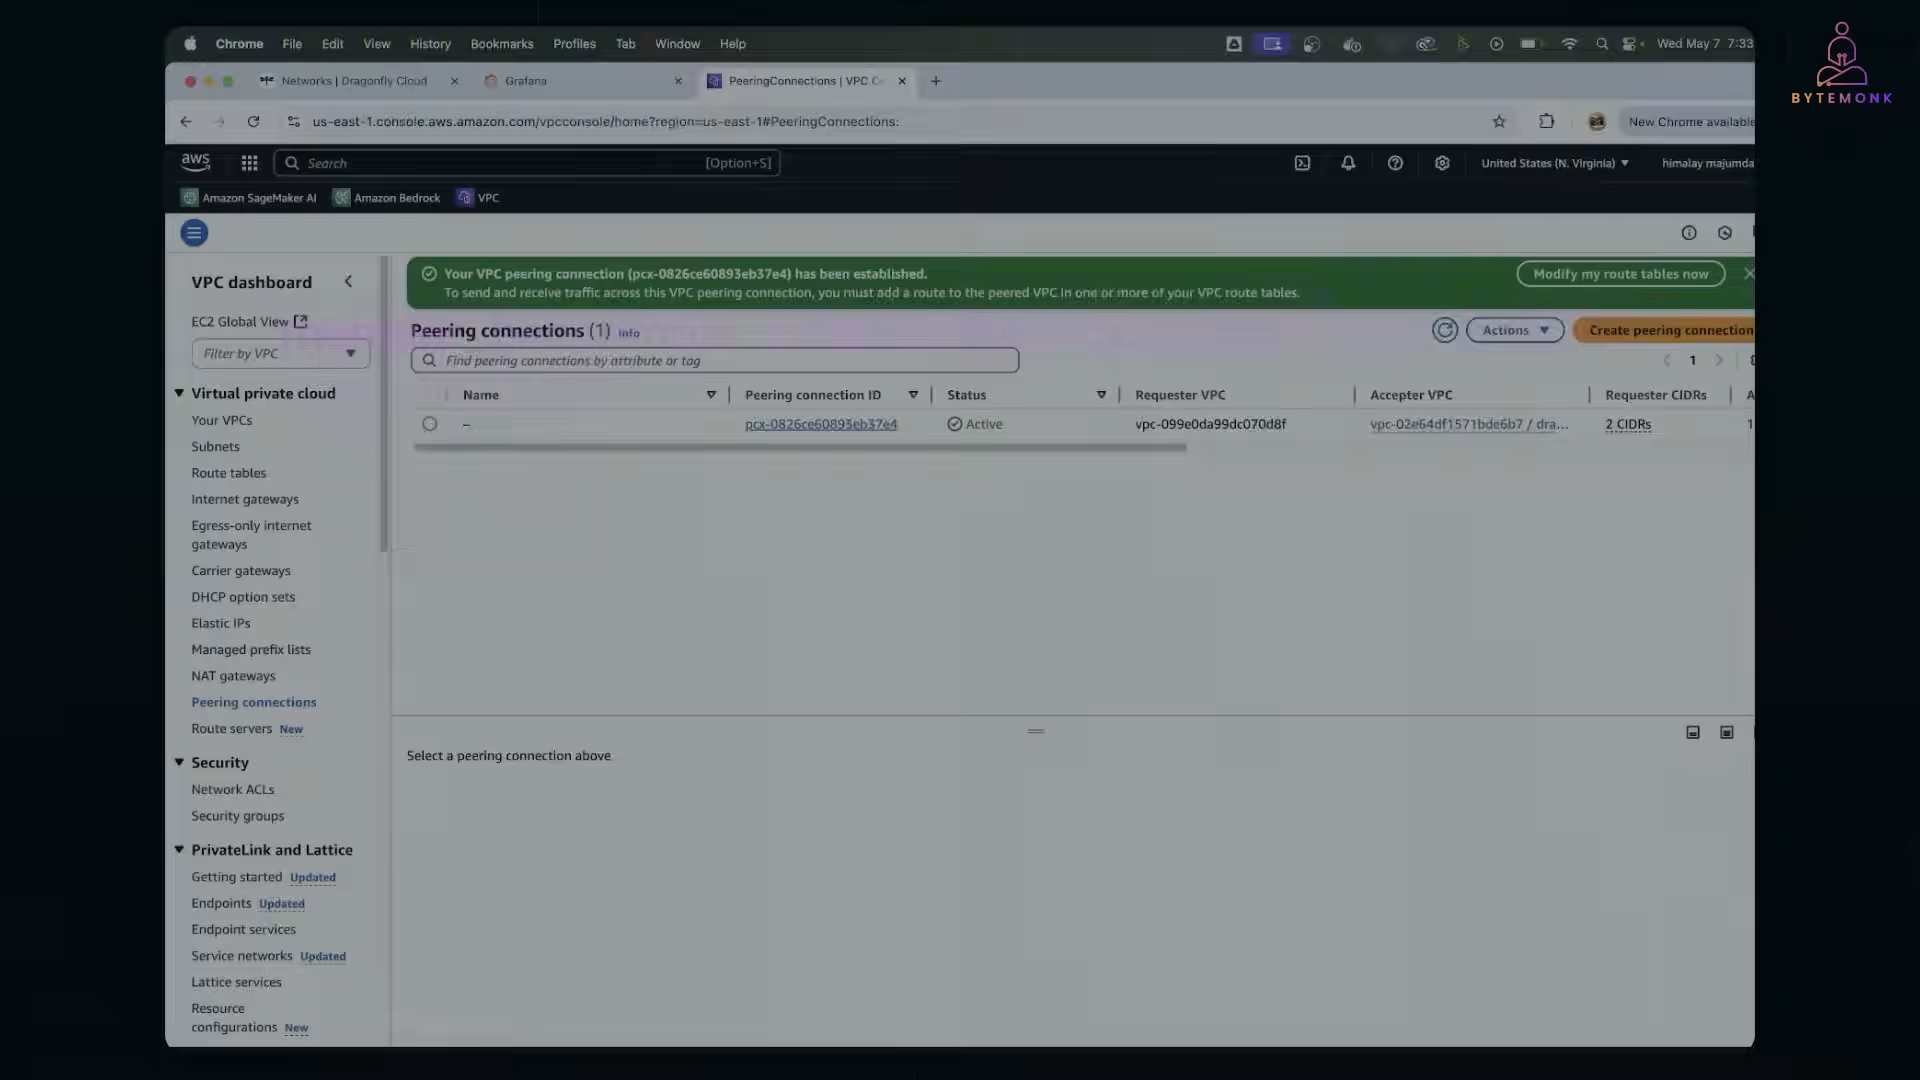 Chrome File Edit View History Bookmarks Profiles Tab Window Help
Wed May 7 7:33
BYTEMONK
Networks | Dragonfly Cloud
Grafana
PeeringConnections | VPC C
us-east-1.console.aws.amazon.com/vpcconsole/home?region=us-east-1#PeeringConnections:
New Chrome available
aws
Search [Option+S]
United States (N. Virginia)
himalay majumda
Amazon SageMaker AI
Amazon Bedrock
VPC
VPC dashboard
EC2 Global View
Filter by VPC
Virtual private cloud
Your VPCs
Subnets
Route tables
Internet gateways
Egress-only internet
gateways
Carrier gateways
DHCP option sets
Elastic IPs
Managed prefix lists
NAT gateways
Peering connections
Route servers New
Security
Network ACLs
Security groups
PrivateLink and Lattice
Getting started Updated
Endpoints Updated
Endpoint services
Service networks Updated
Lattice services
Resource
configurations New
Your VPC peering connection (pcx-0826ce60893eb37e4) has been established.
To send and receive traffic across this VPC peering connection, you must add a route to the peered VPC in one or more of your VPC route tables.
Modify my route tables now
Peering connections (1) Info
Actions
Create peering connection
Find peering connections by attribute or tag
1
Name Peering connection ID Status Requester VPC Accepter VPC Requester CIDRs A
– pcx-0826ce60893eb37e4 Active vpc-099e0da99dc070d8f vpc-02e64df1571bde6b7 / dra... 2 CIDRs 1
Select a peering connection above